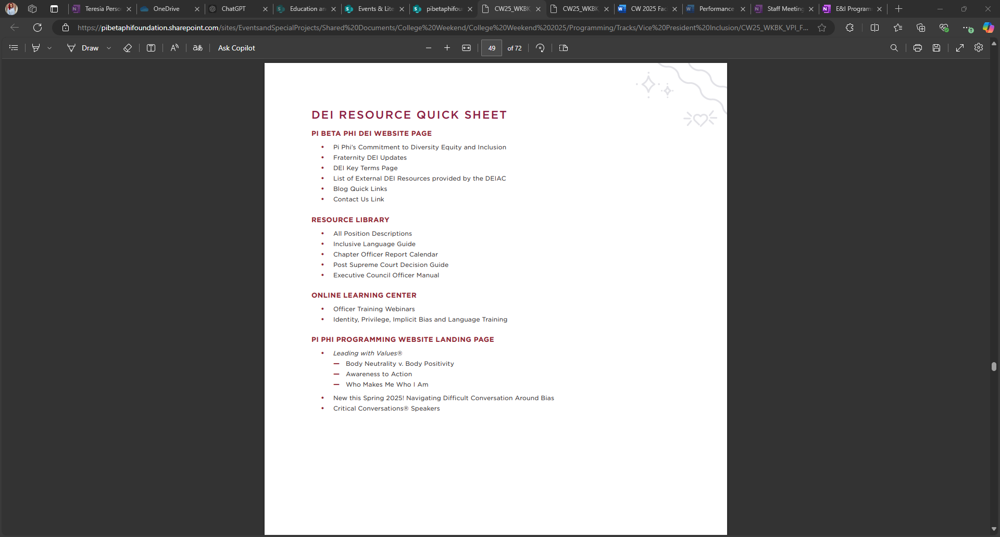 Teresia Perso
OneDrive
ChatGPT
Education an
Events & Lite
pibetaphifou
CW25_WKBK
CW25_WKBK
CW 2025 Fac
Performance
Staff Meeting
E&I Program
https://pibetaphifoundation.sharepoint.com/sites/EventsandSpecialProjects/Shared%20Documents/College%20Weekend/College%20Weekend%202025/Programming/Tracks/Vice%20President%20Inclusion/CW25_WKBK_VPI_F...
Draw
aあ
Ask Copilot
49 of 72
DEI RESOURCE QUICK SHEET
PI BETA PHI DEI WEBSITE PAGE
• Pi Phi's Commitment to Diversity Equity and Inclusion
• Fraternity DEI Updates
• DEI Key Terms Page
• List of External DEI Resources provided by the DEIAC
• Blog Quick Links
• Contact Us Link
RESOURCE LIBRARY
• All Position Descriptions
• Inclusive Language Guide
• Chapter Officer Report Calendar
• Post Supreme Court Decision Guide
• Executive Council Officer Manual
ONLINE LEARNING CENTER
• Officer Training Webinars
• Identity, Privilege, Implicit Bias and Language Training
PI PHI PROGRAMMING WEBSITE LANDING PAGE
• Leading with Values®
— Body Neutrality v. Body Positivity
— Awareness to Action
— Who Makes Me Who I Am
• New this Spring 2025! Navigating Difficult Conversation Around Bias
• Critical Conversations® Speakers